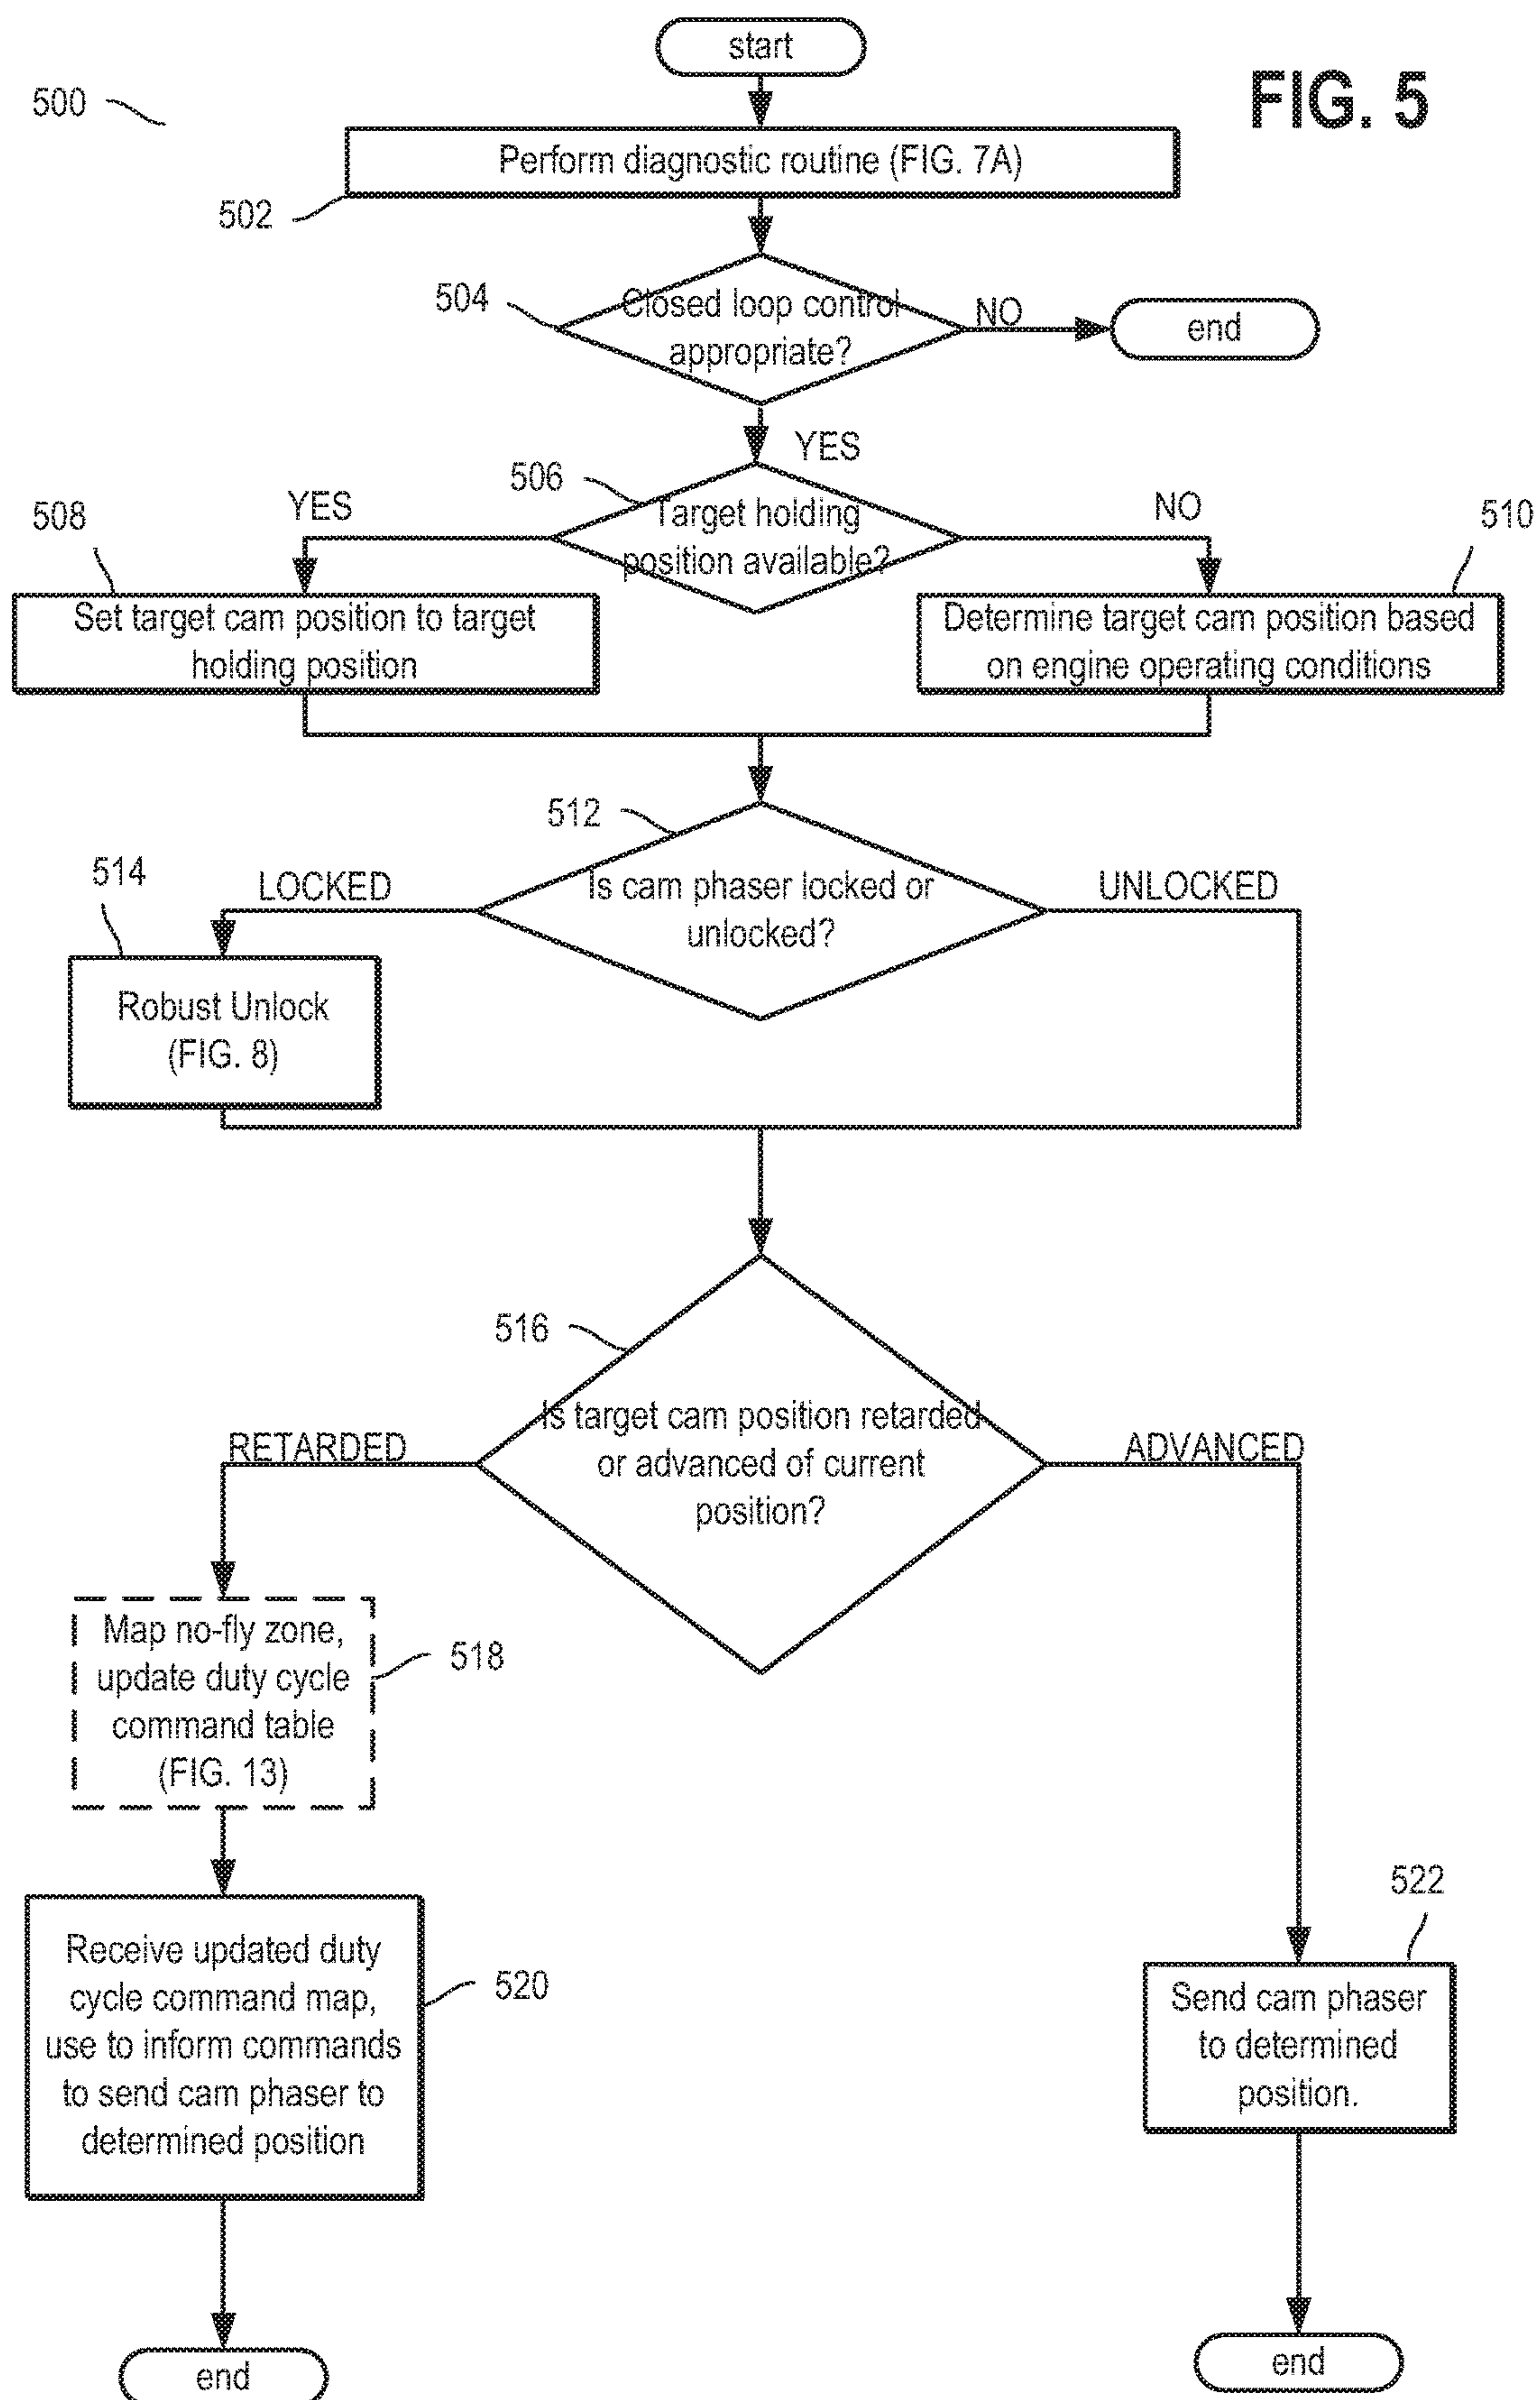 start
FIG. 5
500
Perform diagnostic routine (FIG. 7A)
502
504
Closed loop control
appropriate?
NO
end
YES
506
Target holding
position available?
YES
NO
508
510
Set target cam position to target
holding position
Determine target cam position based
on engine operating conditions
512
Is cam phaser locked or
unlocked?
LOCKED
UNLOCKED
514
Robust Unlock
(FIG. 8)
516
Is target cam position retarded
or advanced of current
position?
RETARDED
ADVANCED
Map no-fly zone,
update duty cycle
command table
(FIG. 13)
518
Receive updated duty
cycle command map,
use to inform commands
to send cam phaser to
determined position
520
522
Send cam phaser
to determined
position.
end
end